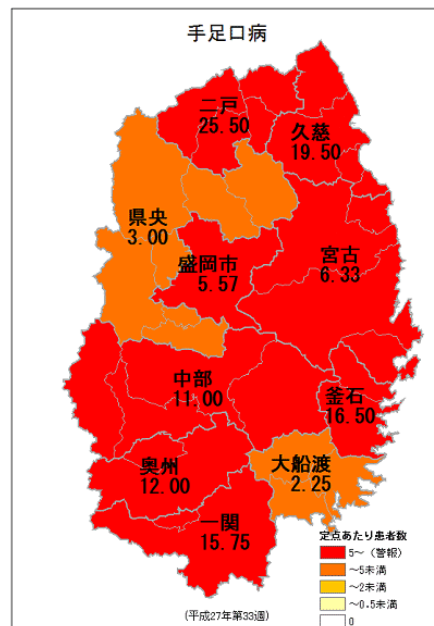 手足口病
二戸
25.50
久慈
19.50
県央
3.00
盛岡市
5.57
宮古
6.33
中部
11.00
釜石
16.50
奥州
12.00
大船渡
2.25
一関
15.75
定点あたり患者数
5～（警報）
～5未満
～2未満
～0.5未満
0
(平成27年第33週)